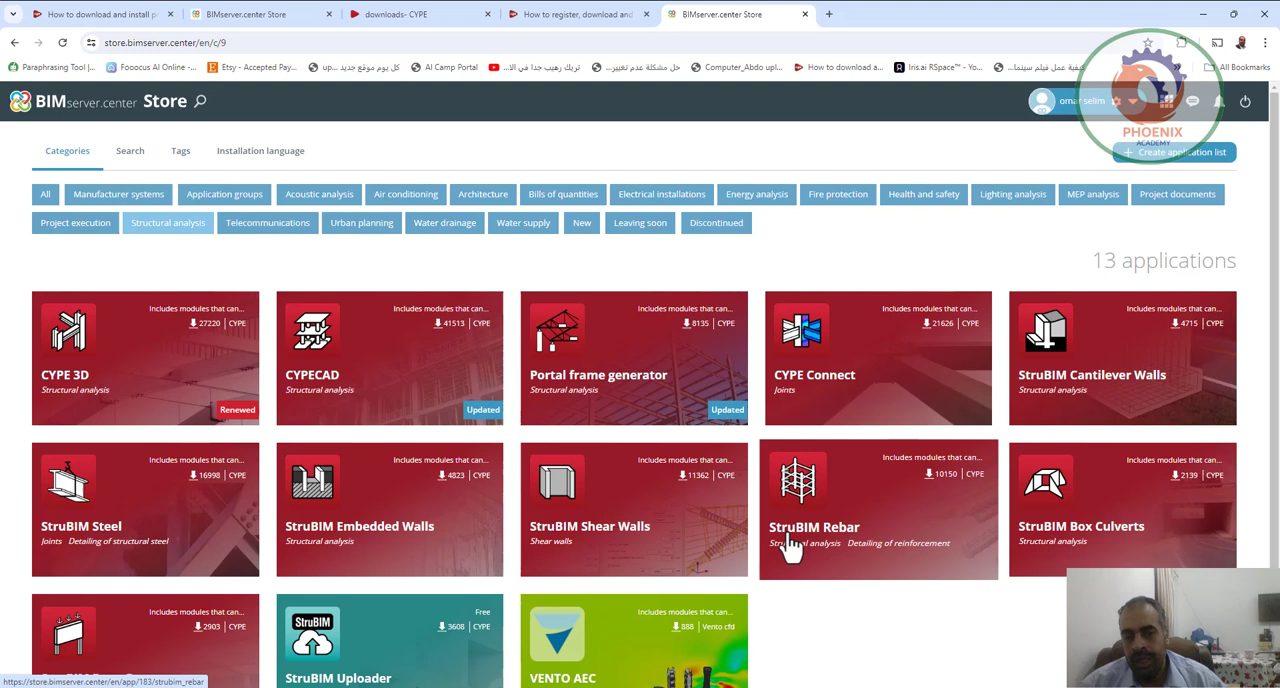 How to download and install p
BIMserver.center Store
downloads- CYPE
How to register, download and
BIMserver.center Store
store.bimserver.center/en/c/9
Paraphrasing Tool |...
Fooocus AI Online -...
Etsy - Accepted Pay...
كل يوم موقع جديد up...
AI Camp Portal
تريك رهيب جدا في الا...
حل مشكلة عدم تغيير...
Computer_Abdo upl...
How to download a...
Iris.ai RSpace™ - Yo...
كيفية عمل فيلم سينما...
All Bookmarks
BIMserver.center Store
omar selim
PHOENIX
ACADEMY
Categories
Search
Tags
Installation language
Create application list
All
Manufacturer systems
Application groups
Acoustic analysis
Air conditioning
Architecture
Bills of quantities
Electrical installations
Energy analysis
Fire protection
Health and safety
Lighting analysis
MEP analysis
Project documents
Project execution
Structural analysis
Telecommunications
Urban planning
Water drainage
Water supply
New
Leaving soon
Discontinued
13 applications
Includes modules that can...
27220 | CYPE
CYPE 3D
Structural analysis
Renewed
Includes modules that can...
41513 | CYPE
CYPECAD
Structural analysis
Updated
Includes modules that can...
8135 | CYPE
Portal frame generator
Structural analysis
Updated
Includes modules that can...
21626 | CYPE
CYPE Connect
Joints
Includes modules that can...
4715 | CYPE
StruBIM Cantilever Walls
Structural analysis
Includes modules that can...
16998 | CYPE
StruBIM Steel
Joints Detailing of structural steel
Includes modules that can...
4823 | CYPE
StruBIM Embedded Walls
Structural analysis
Includes modules that can...
11362 | CYPE
StruBIM Shear Walls
Shear walls
Includes modules that can...
10150 | CYPE
StruBIM Rebar
Structural analysis Detailing of reinforcement
Includes modules that can...
2139 | CYPE
StruBIM Box Culverts
Structural analysis
Includes modules that can...
2903 | CYPE
Free
3608 | CYPE
StruBIM
StruBIM Uploader
Includes modules that can...
888 | Vento cfd
VENTO AEC
https://store.bimserver.center/en/app/183/strubim_rebar